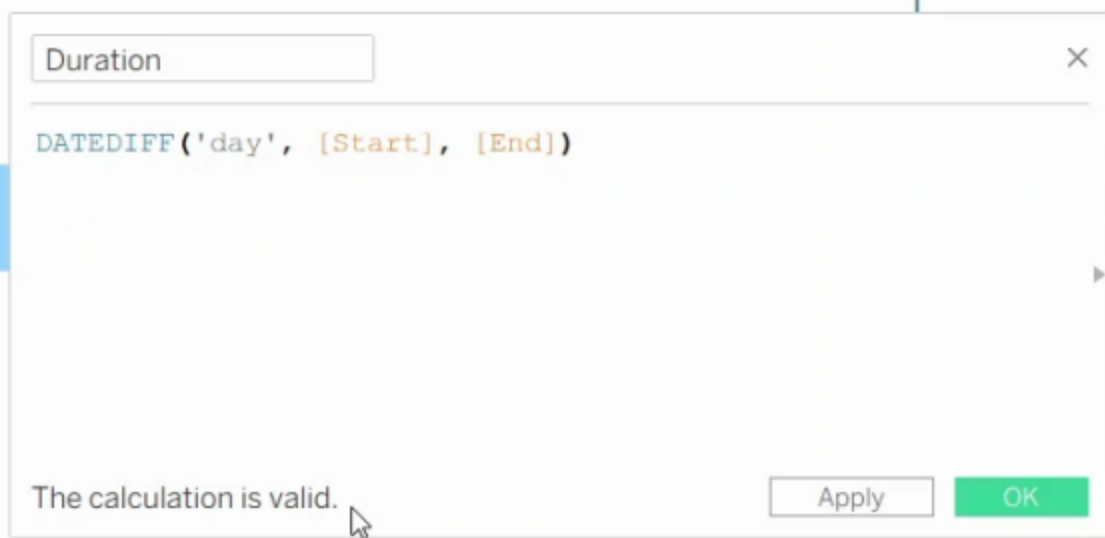 Duration
DATEDIFF('day', [Start], [End])
The calculation is valid.
Apply
OK